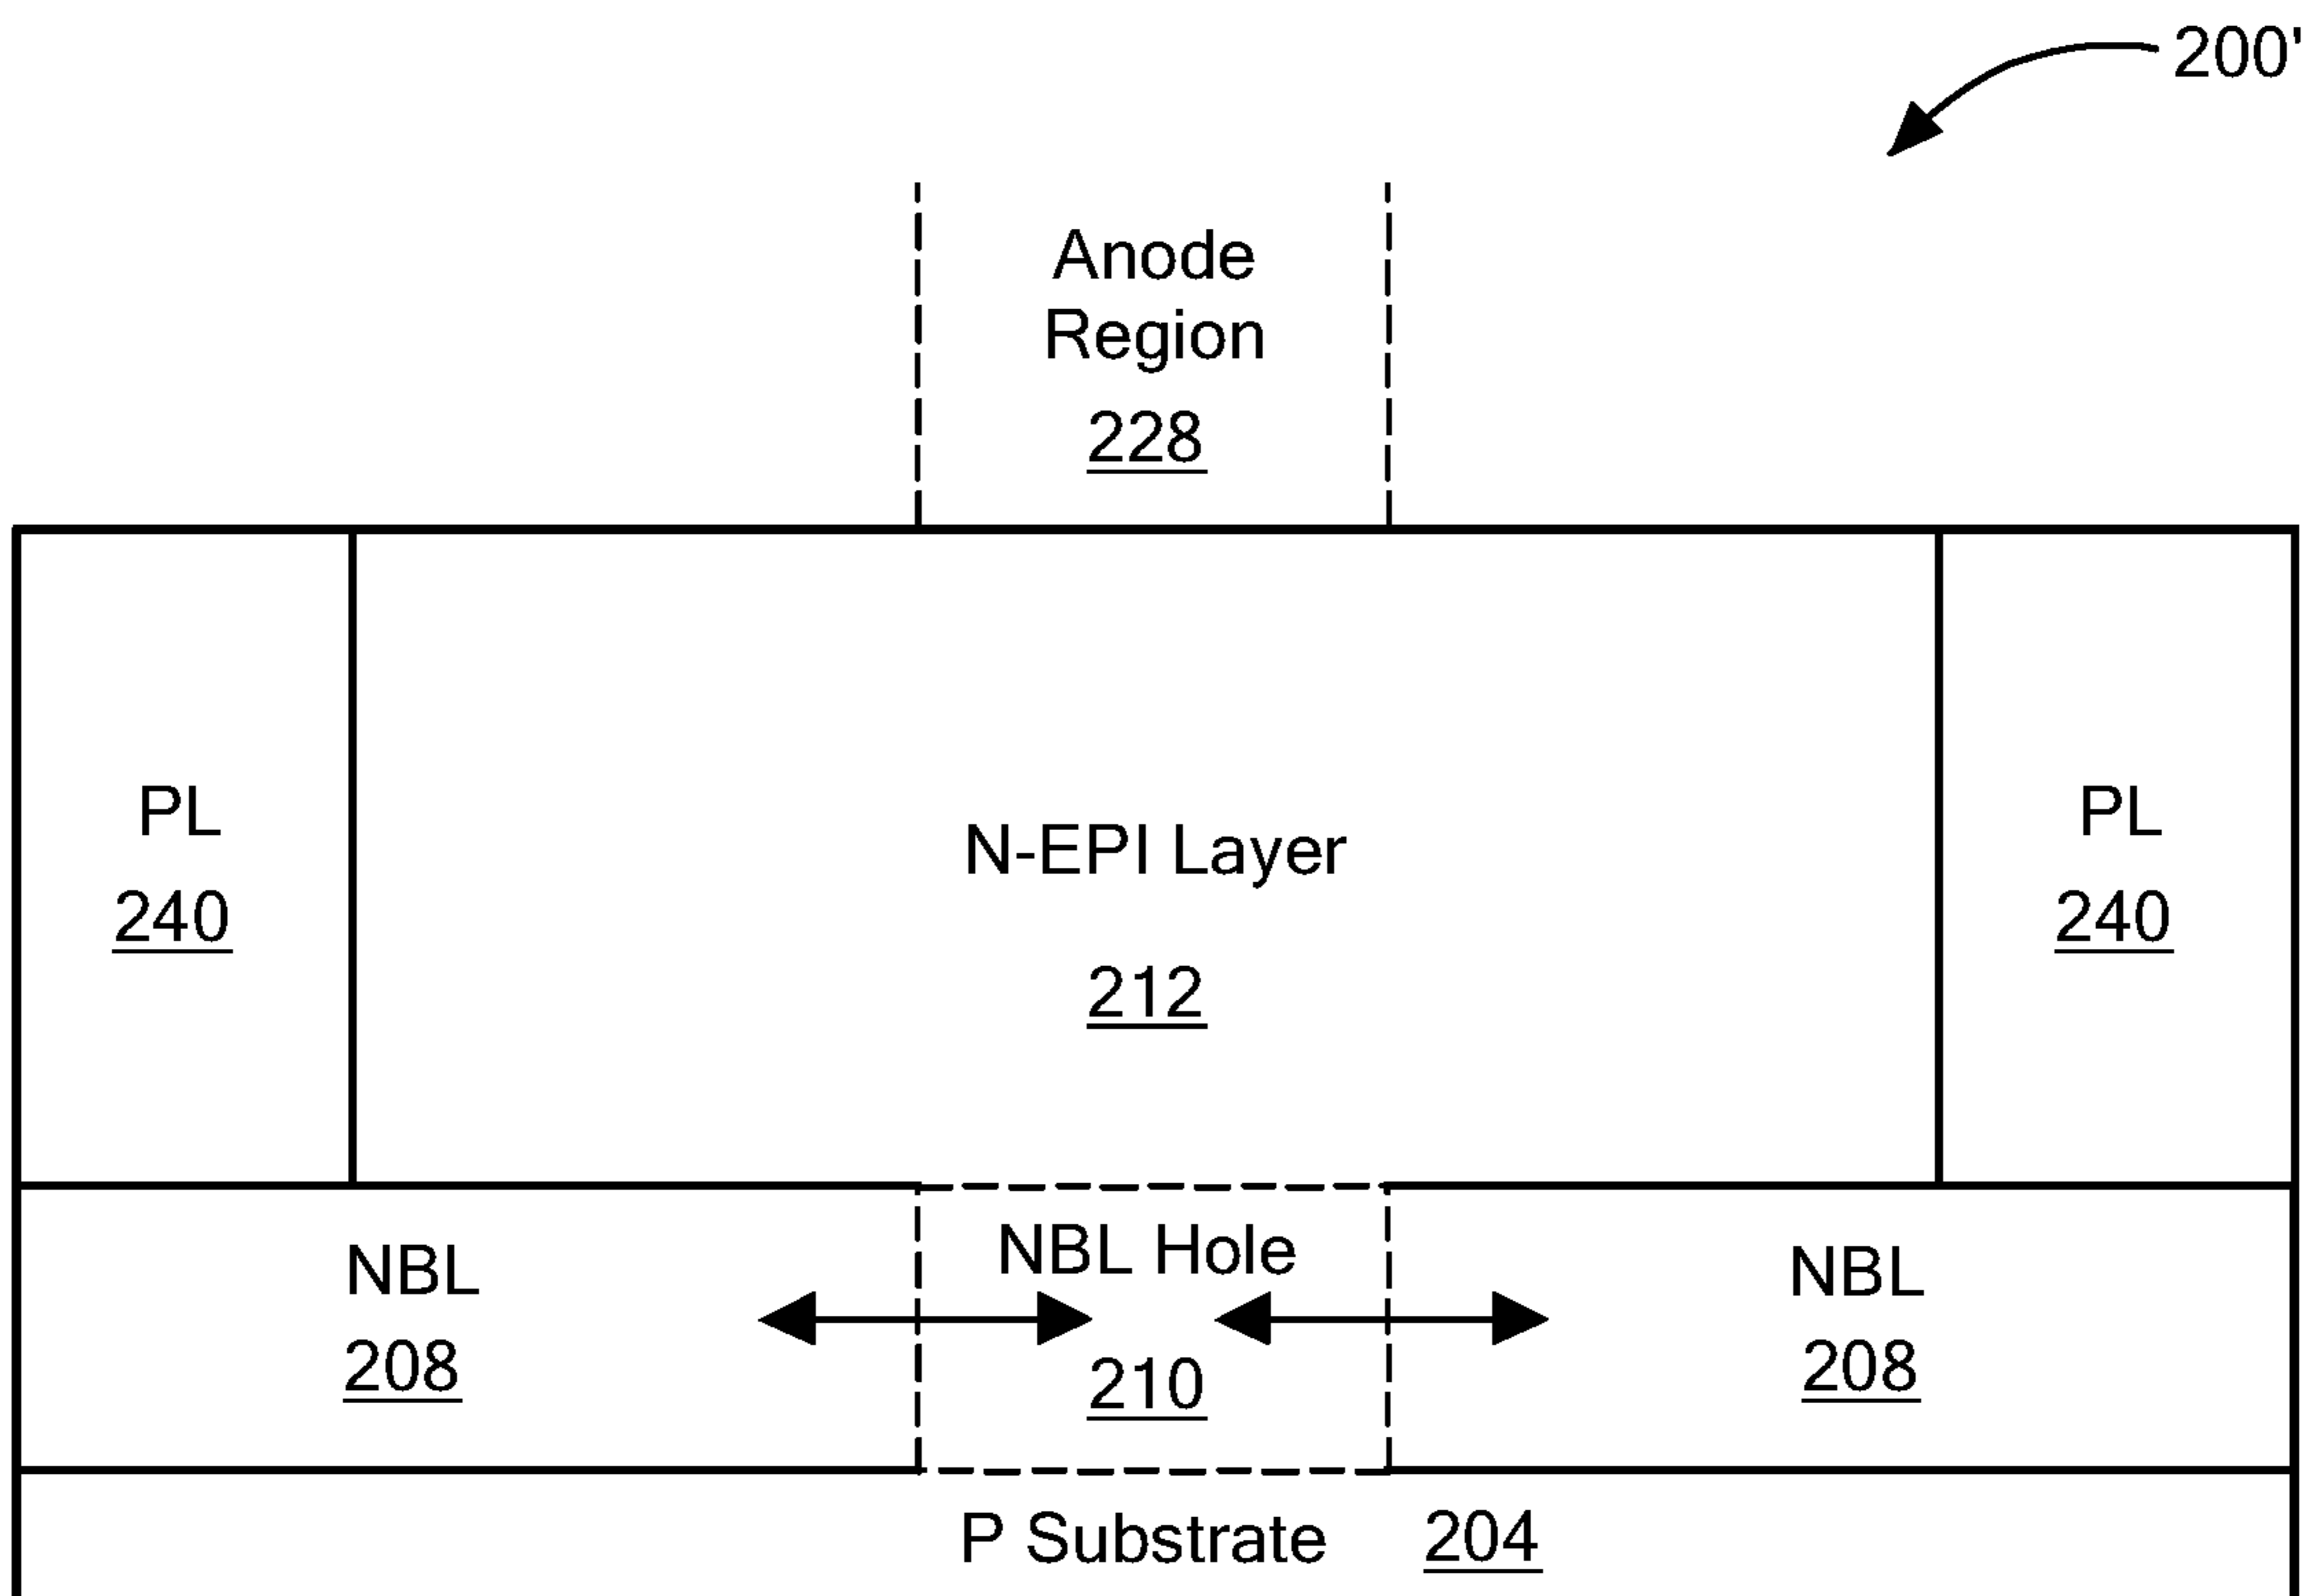 200'
Anode
Region
228
PL
240
N-EPI Layer
212
PL
240
NBL
208
NBL Hole
210
NBL
208
P Substrate 204